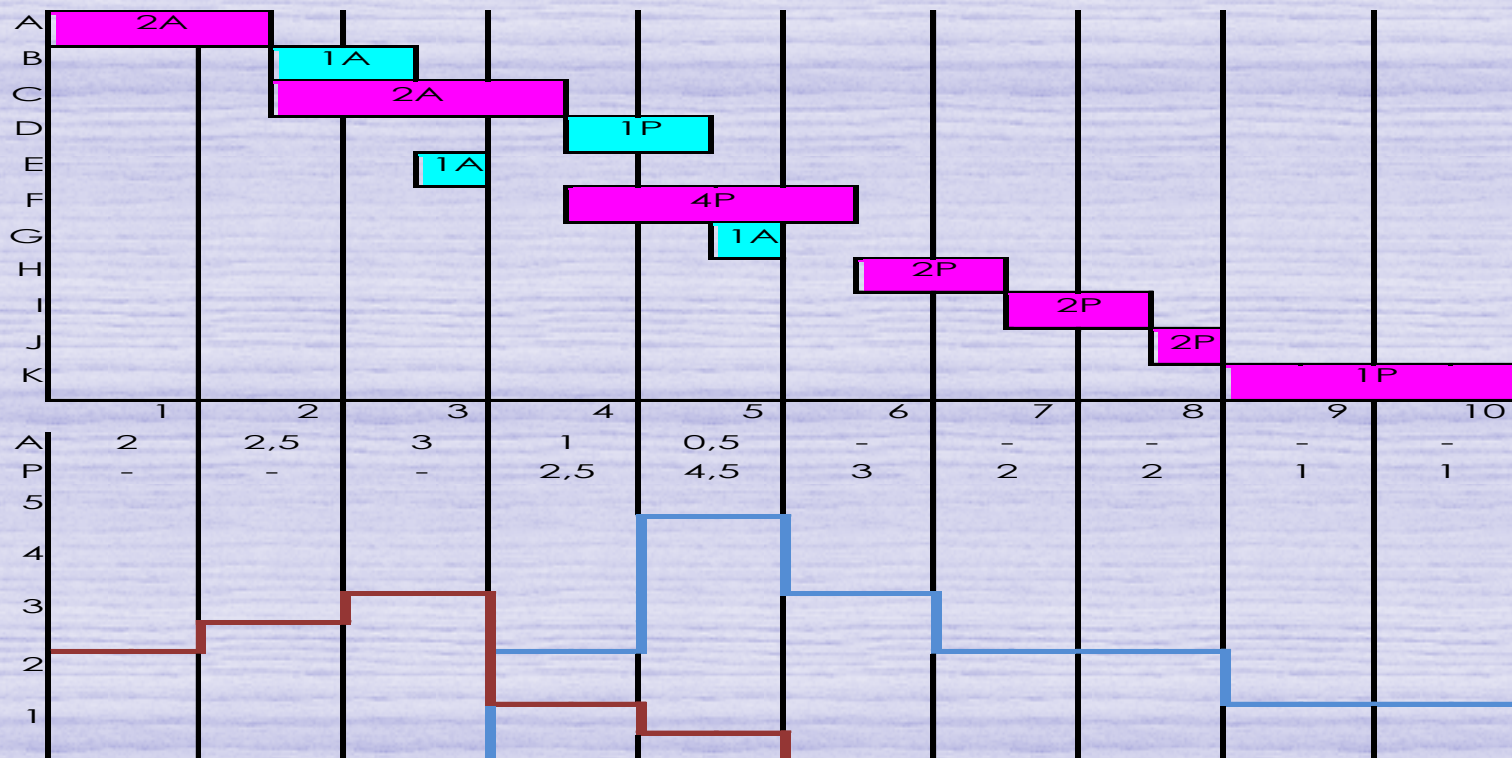 A 2A
B 1A
C 2A
D 1P
E 1A
F 4P
G 1A
H 2P
I 2P
J 2P
K 1P
1 2 3 4 5 6 7 8 9 10
A 2 2,5 3 1 0,5 - - - - -
P - - - 2,5 4,5 3 2 2 1 1
5
4
3
2
1